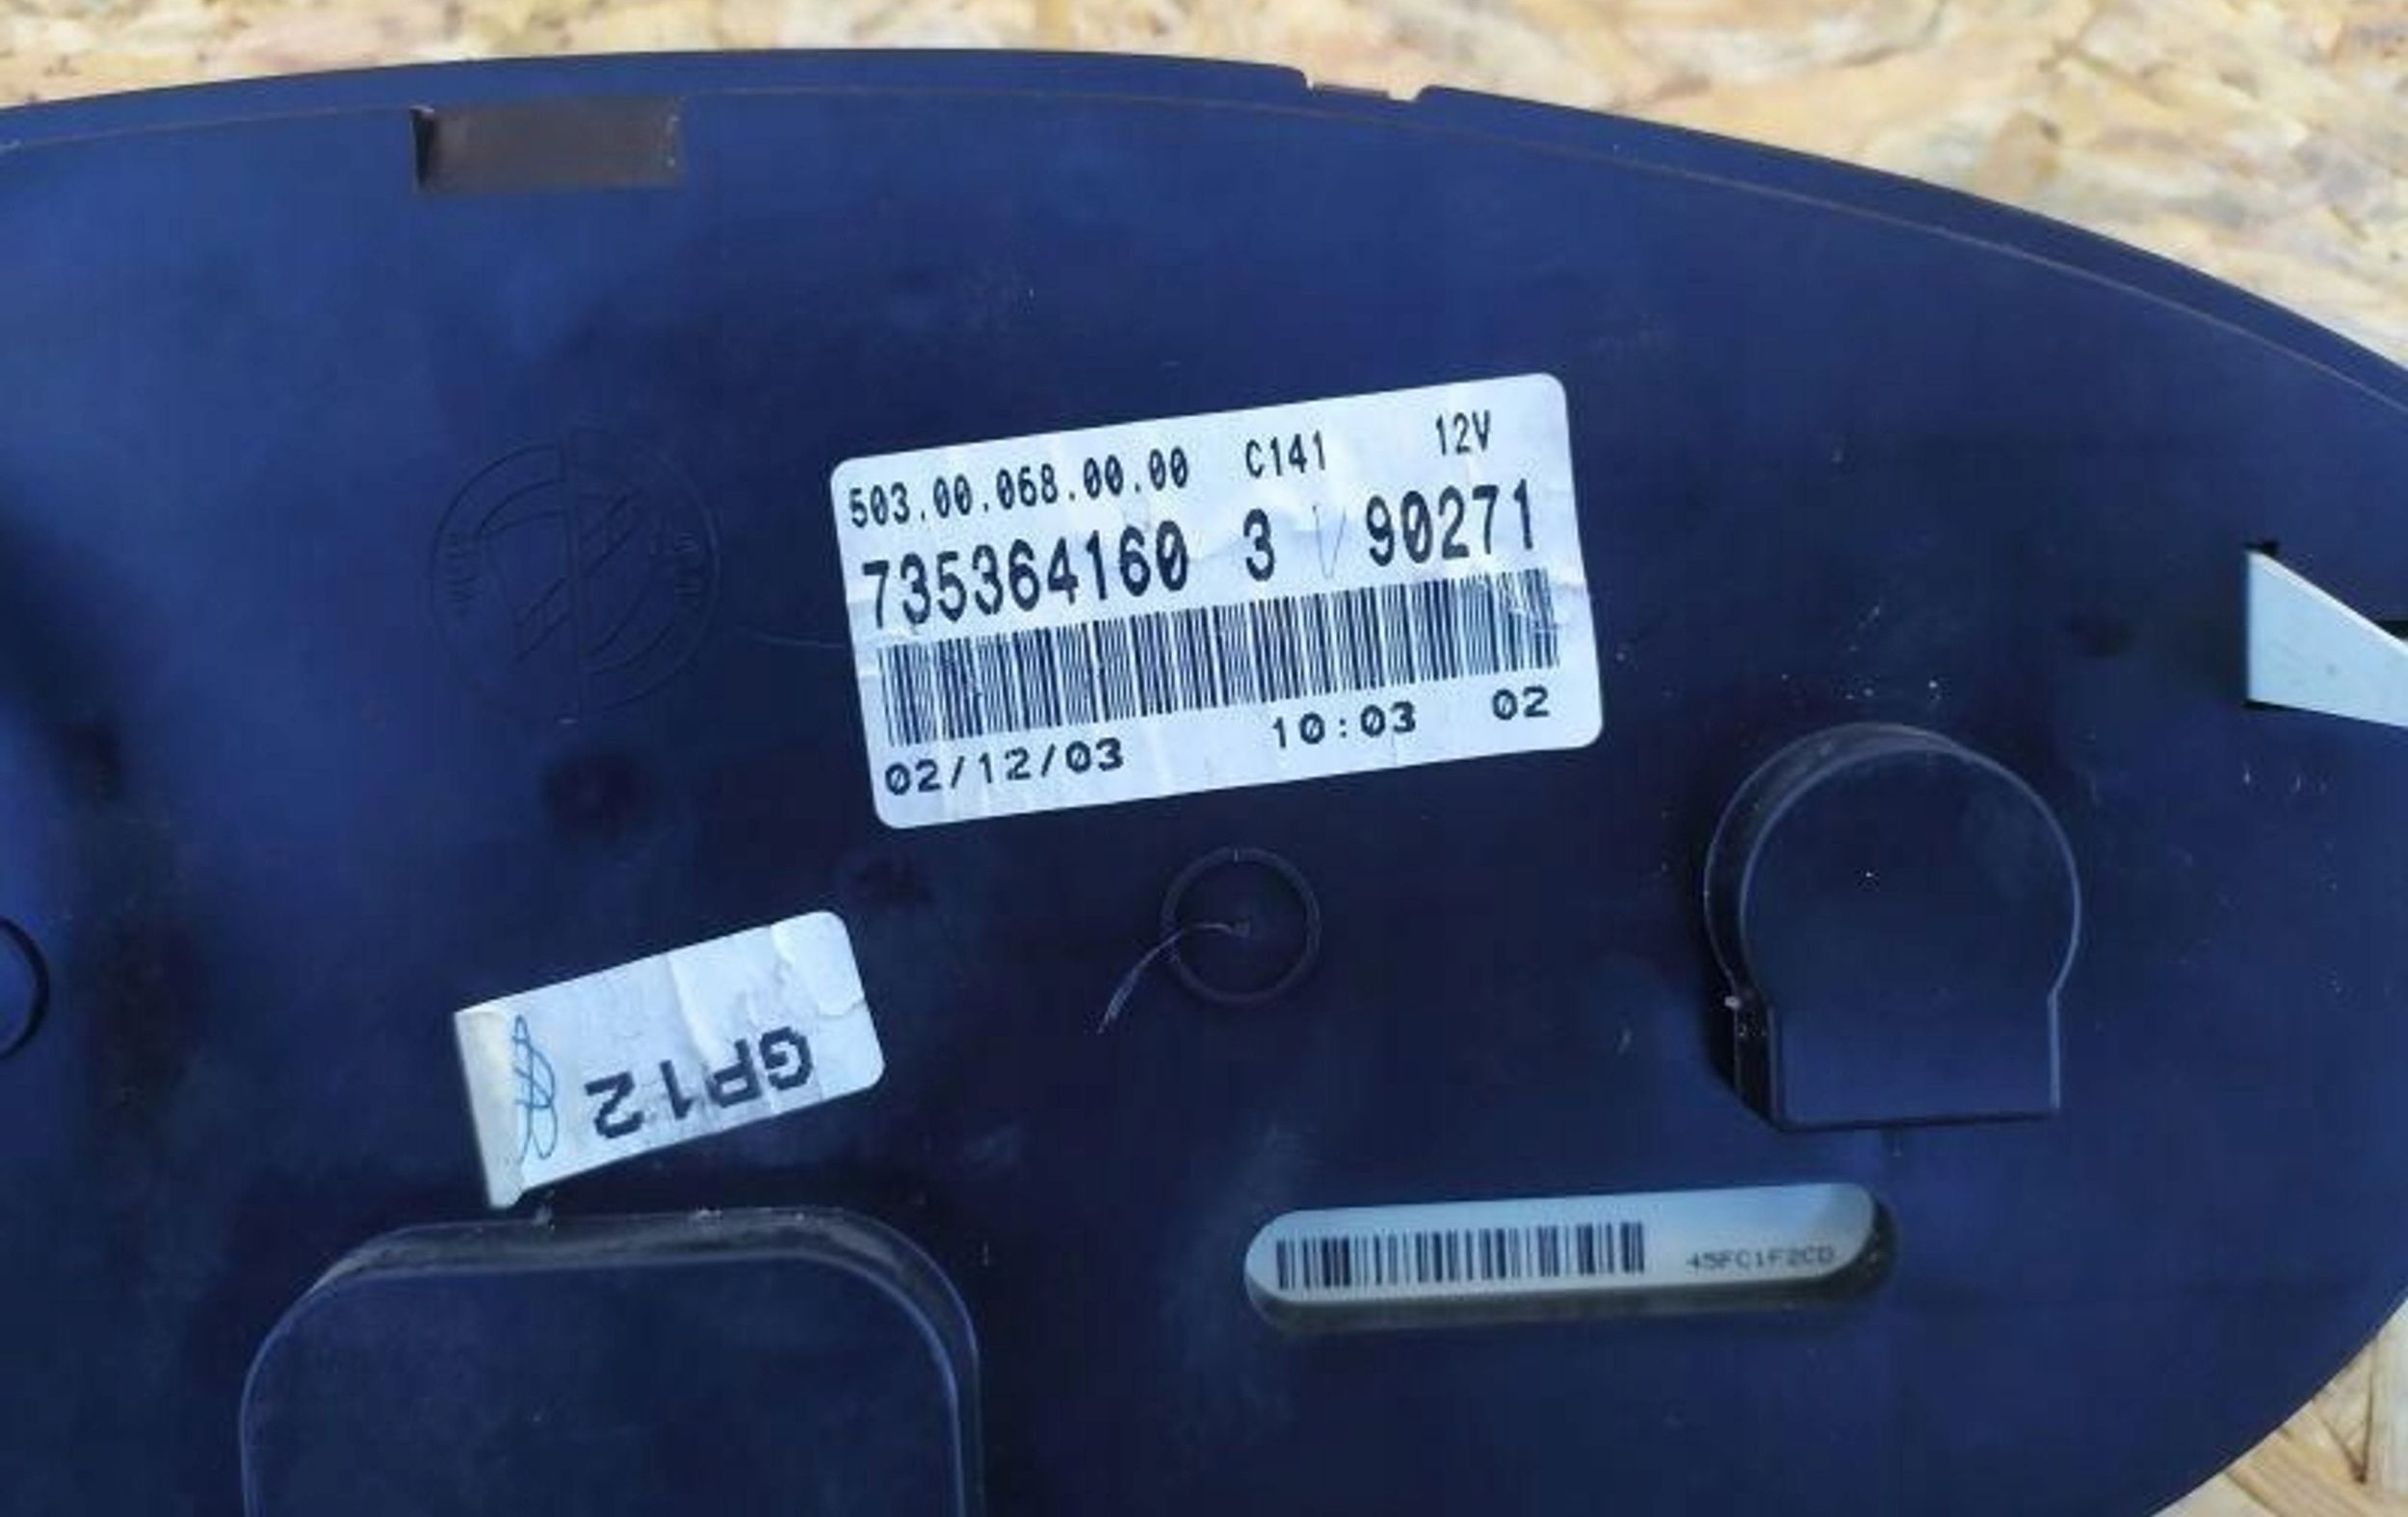 503.00.068.00.00 C141 12V
735364160 3 90271
02/12/03 10:03 02
GP12
45FC1F2CD